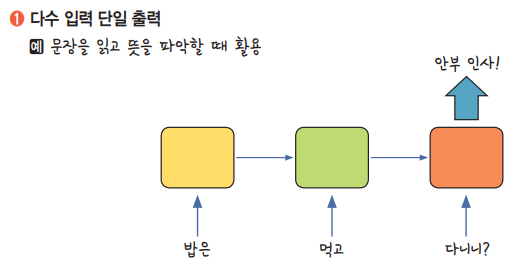 ❶ 다수 입력 단일 출력
예 문장을 읽고 뜻을 파악할 때 활용
안부 인사!
밥은 먹고 다니니?